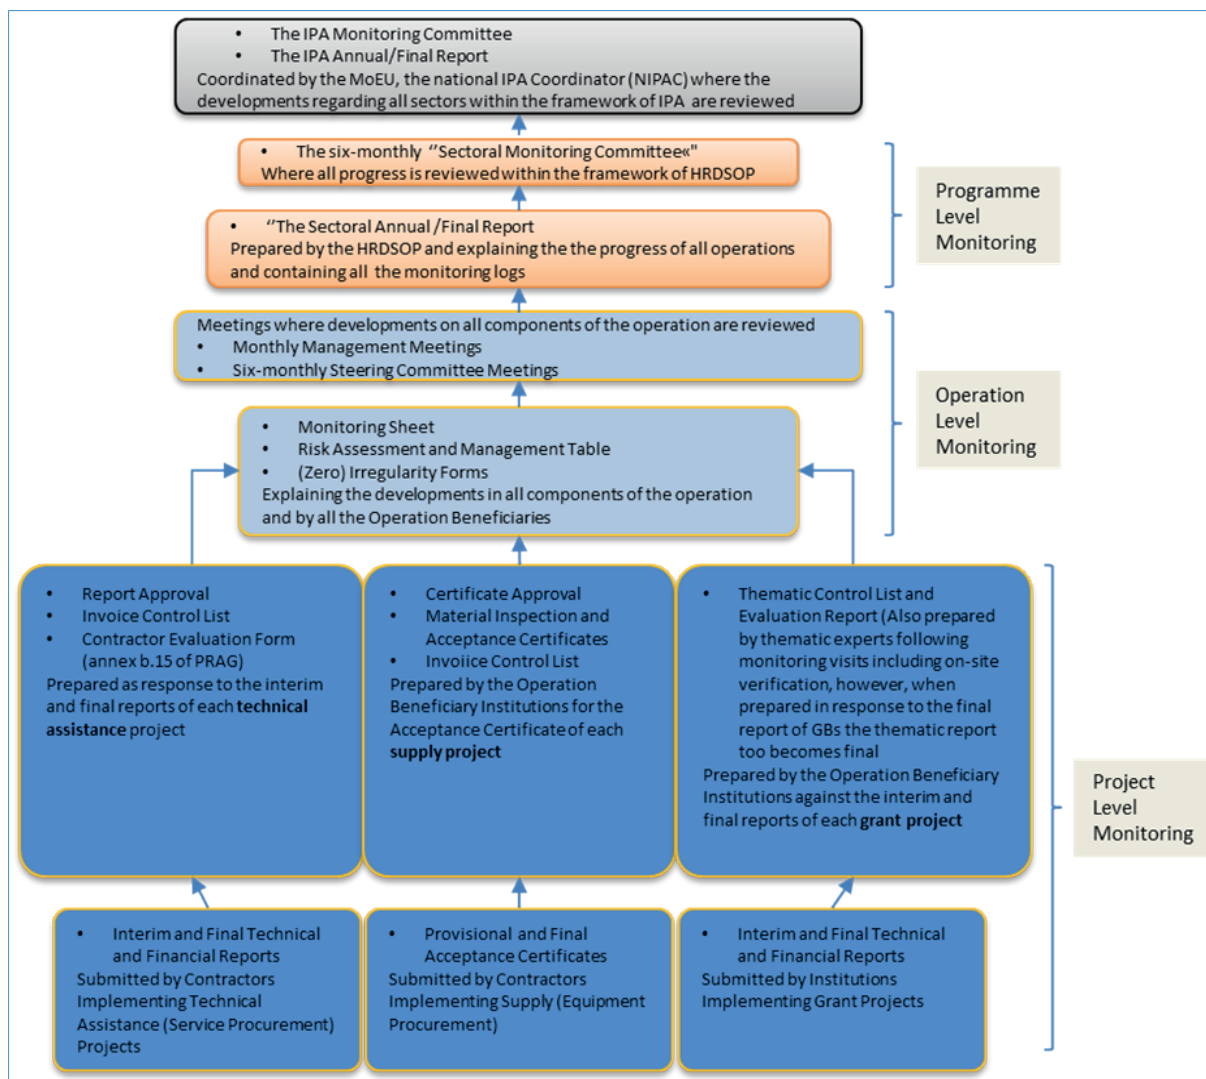 • The IPA Monitoring Committee
• The IPA Annual/Final Report
Coordinated by the MoEU, the national IPA Coordinator (NIPAC) where the
developments regarding all sectors within the framework of IPA are reviewed
• The six-monthly ‘‘Sectoral Monitoring Committee«"
Where all progress is reviewed within the framework of HRDSOP
• ‘‘The Sectoral Annual /Final Report
Prepared by the HRDSOP and explaining the the progress of all operations
and containing all the monitoring logs
Programme
Level
Monitoring
Meetings where developments on all components of the operation are reviewed
• Monthly Management Meetings
• Six-monthly Steering Committee Meetings
• Monitoring Sheet
• Risk Assessment and Management Table
• (Zero) Irregularity Forms
Explaining the developments in all components of the operation
and by all the Operation Beneficiaries
Operation
Level
Monitoring
• Report Approval
• Invoice Control List
• Contractor Evaluation Form
(annex b.15 of PRAG)
Prepared as response to the interim
and final reports of each technical
assistance project
• Certificate Approval
• Material Inspection and
Acceptance Certificates
• Invoiice Control List
Prepared by the Operation
Beneficiary Institutions for the
Acceptance Certificate of each
supply project
• Thematic Control List and
Evaluation Report (Also prepared
by thematic experts following
monitoring visits including on-site
verification, however, when
prepared in response to the final
report of GBs the thematic report
too becomes final
Prepared by the Operation Beneficiary
Institutions against the interim and
final reports of each grant project
Project
Level
Monitoring
• Interim and Final Technical
and Financial Reports
Submitted by Contractors
Implementing Technical
Assistance (Service Procurement)
Projects
• Provisional and Final
Acceptance Certificates
Submitted by Contractors
Implementing Supply (Equipment
Procurement)
• Interim and Final Technical
and Financial Reports
Submitted by Institutions
Implementing Grant Projects